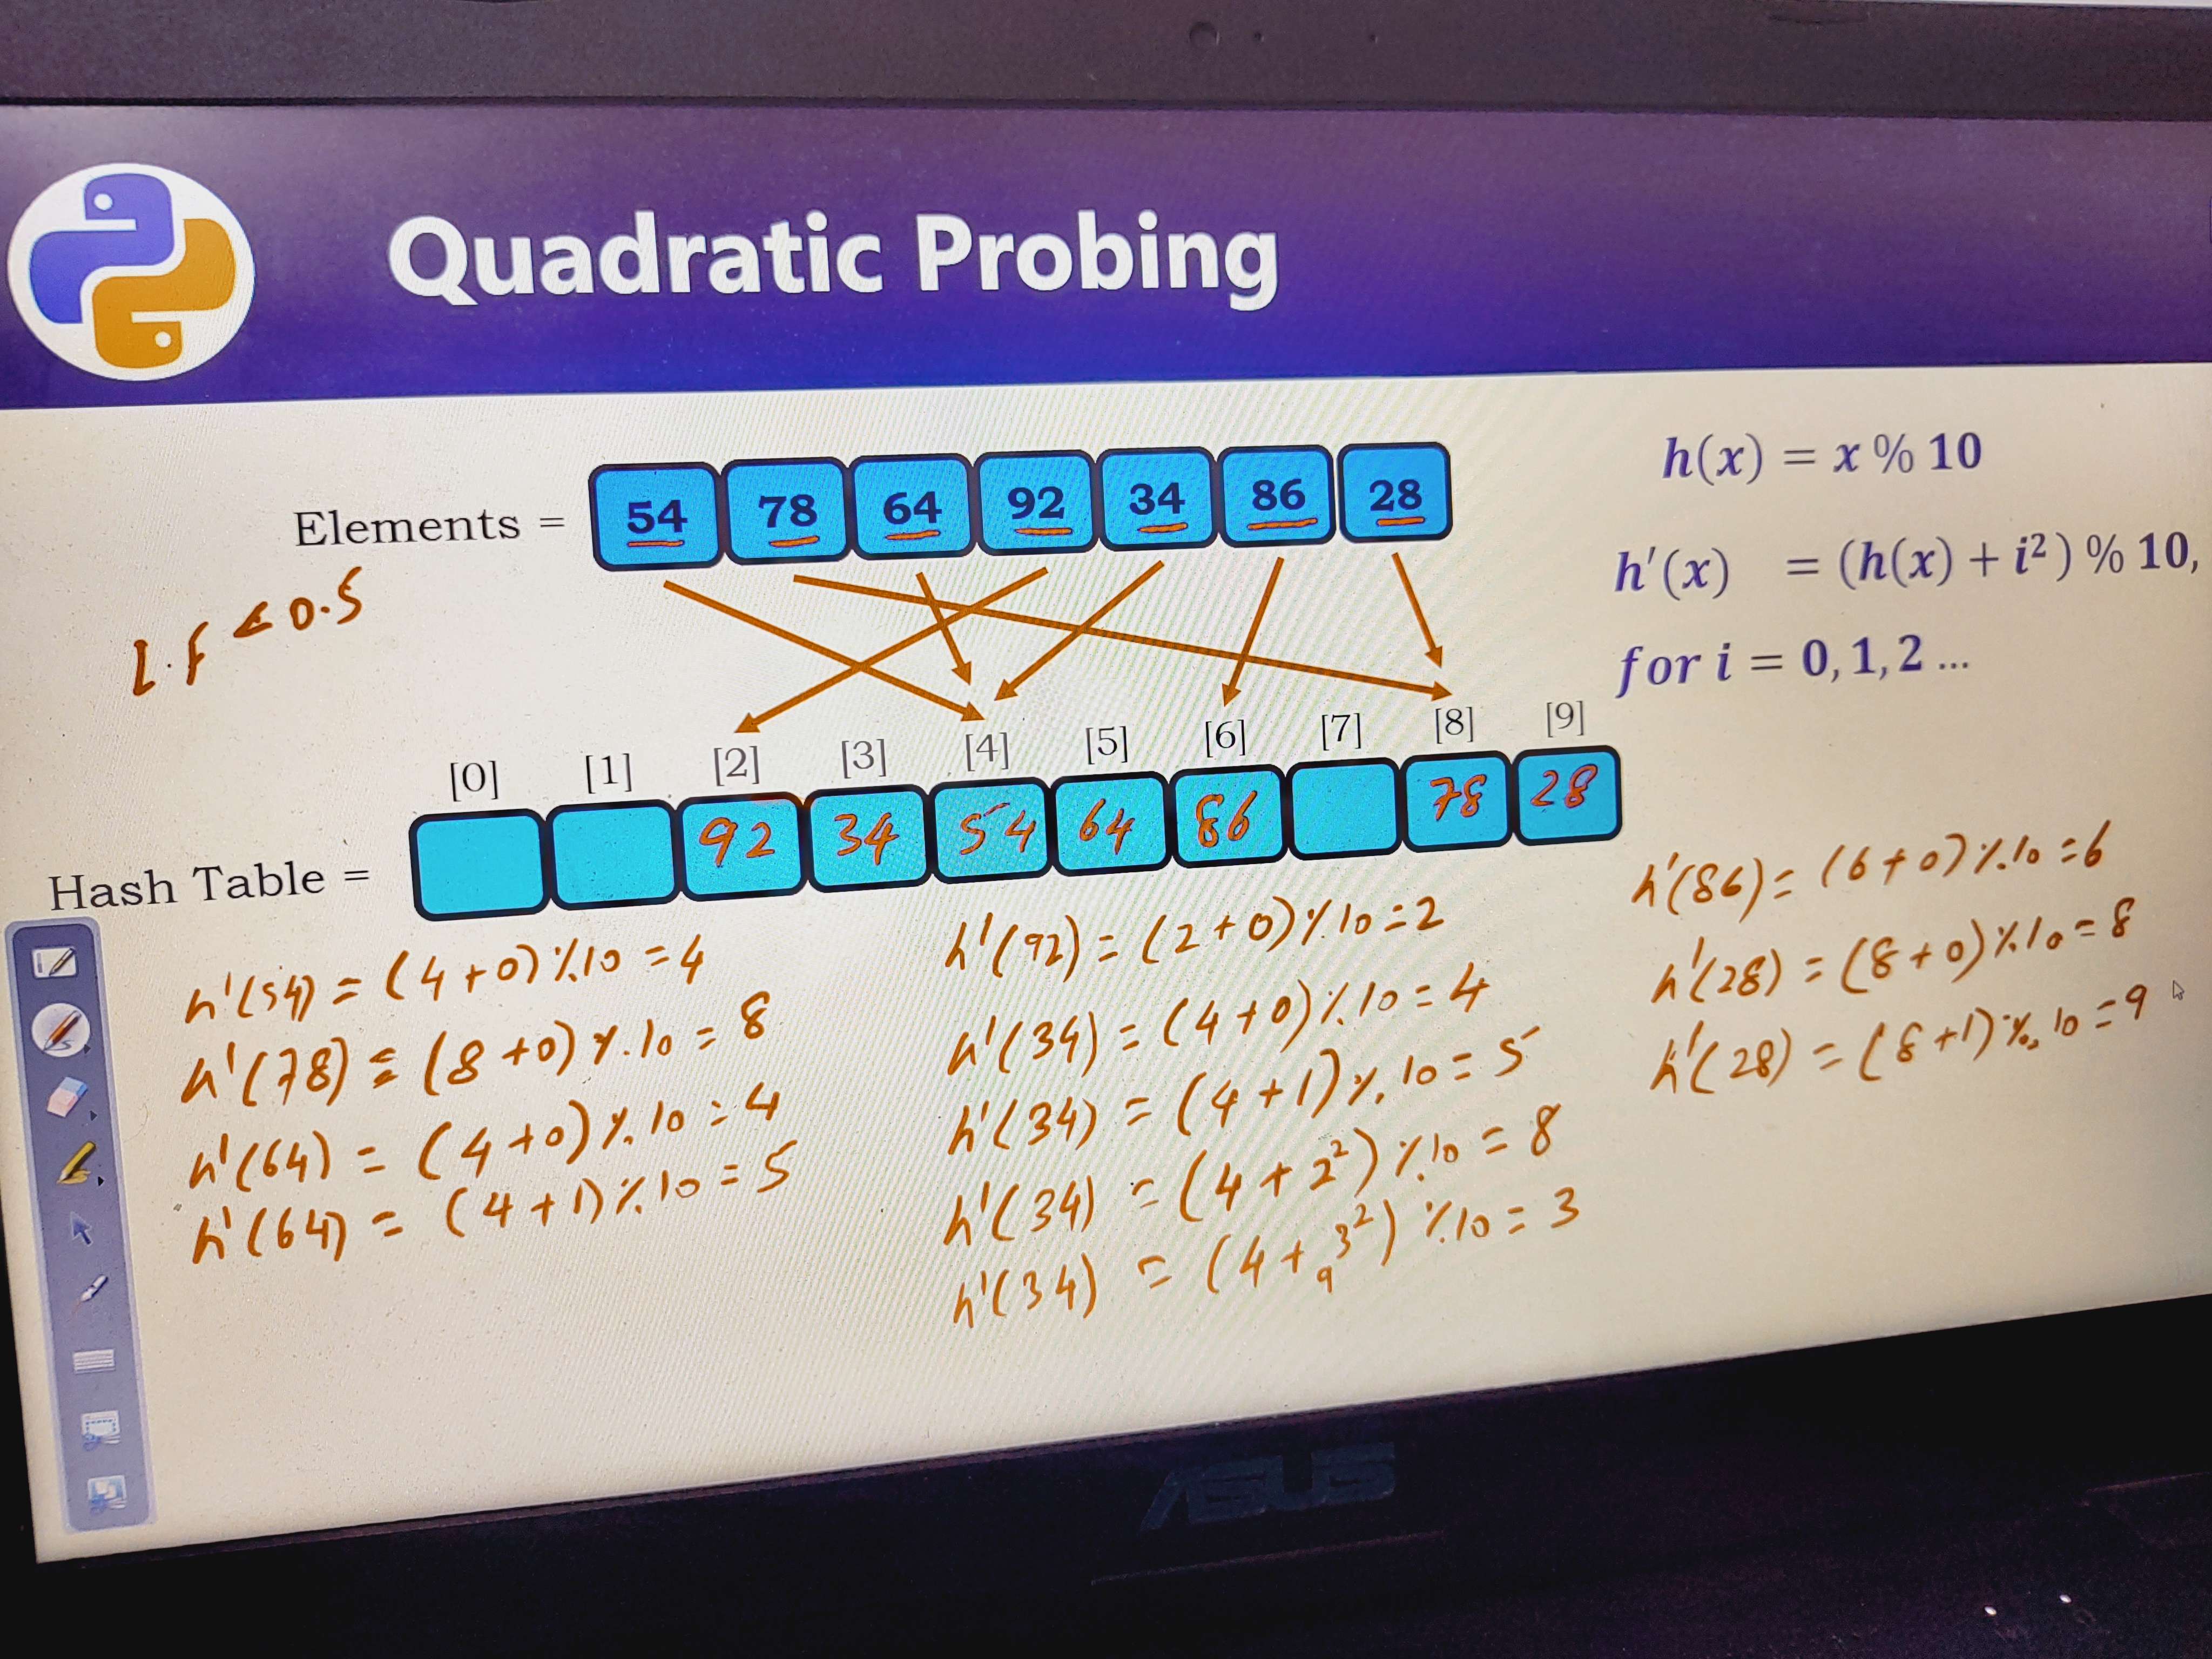 Quadratic Probing
Elements = 54 78 64 92 34 86 28
h(x) = x % 10
h'(x) = (h(x) + i²) % 10,
for i = 0, 1, 2 ...
L.F < 0.5
[0] [1] [2] [3] [4] [5] [6] [7] [8] [9]
Hash Table = 92 34 54 64 86 78 28
h'(54) = (4+0)%10 = 4
h'(78) = (8+0)%10 = 8
h'(64) = (4+0)%10 = 4
h'(64) = (4+1)%10 = 5
h'(92) = (2+0)%10 = 2
h'(34) = (4+0)%10 = 4
h'(34) = (4+1)%10 = 5
h'(34) = (4+2²)%10 = 8
h'(34) = (4+3²)%10 = 3
9
h'(86) = (6+0)%10 = 6
h'(28) = (8+0)%10 = 8
h'(28) = (8+1)%10 = 9
ASUS